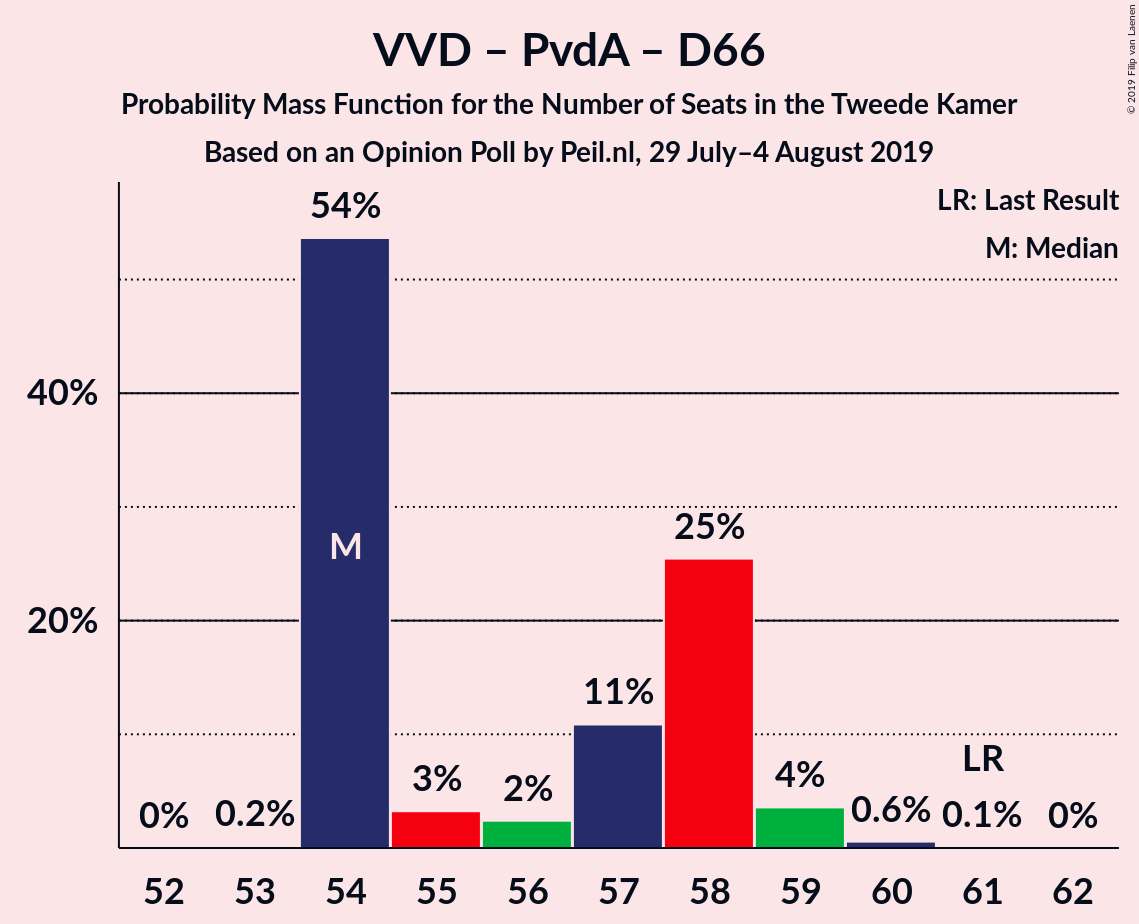 VVD – PvdA – D66
Probability Mass Function for the Number of Seats in the Tweede Kamer
Based on an Opinion Poll by Peil.nl, 29 July–4 August 2019
© 2019 Filip van Laenen
LR: Last Result
M: Median
40%
20%
0%
0.2%
54%
M
3%
2%
11%
25%
4%
0.6%
LR
0.1%
0%
52 53 54 55 56 57 58 59 60 61 62